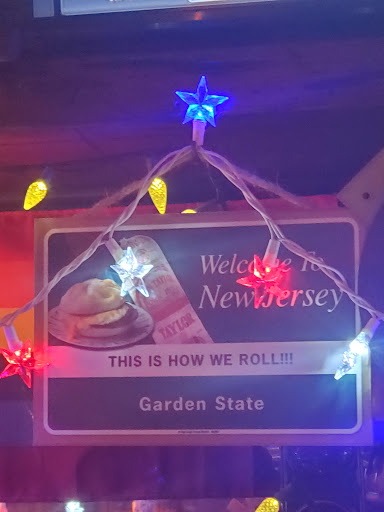 Welcome To
New Jersey
TAYLOR
THIS IS HOW WE ROLL!!!
Garden State